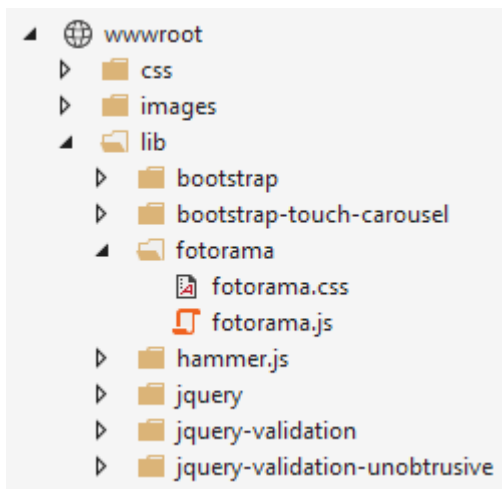 wwwroot
css
images
lib
bootstrap
bootstrap-touch-carousel
fotorama
fotorama.css
fotorama.js
hammer.js
jquery
jquery-validation
jquery-validation-unobtrusive